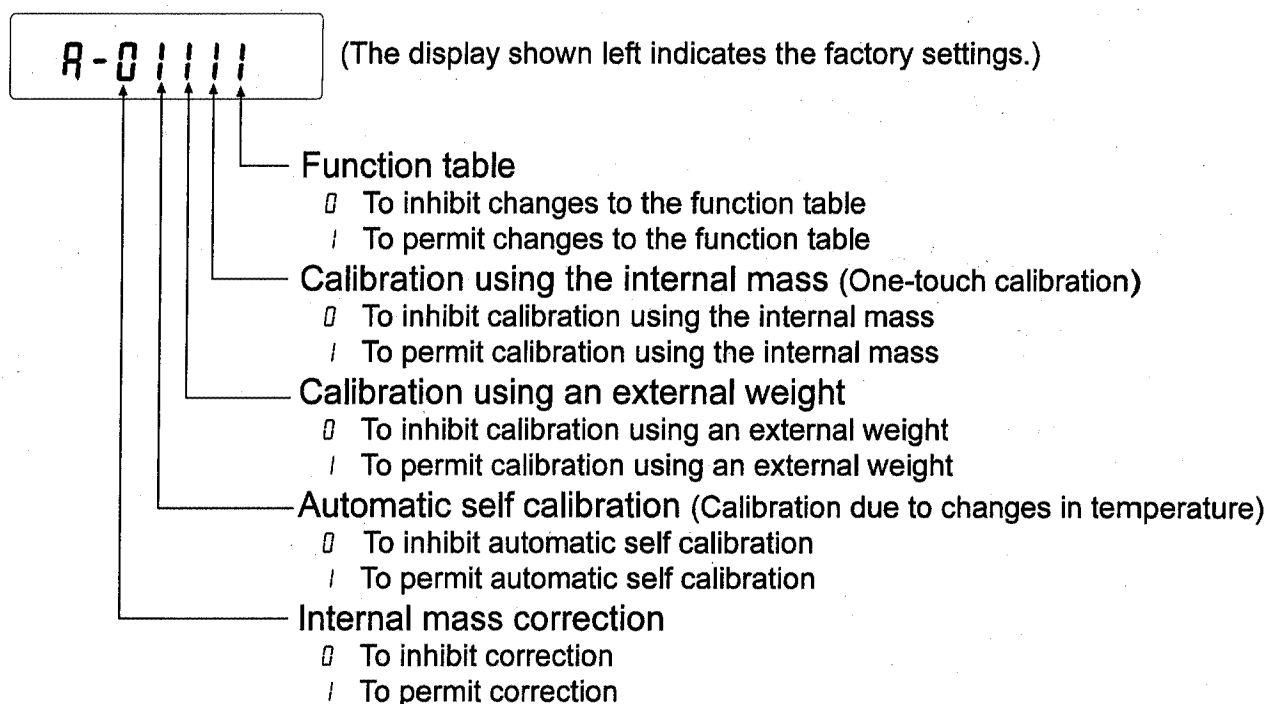 A-01111 (The display shown left indicates the factory settings.)
Function table
0 To inhibit changes to the function table
1 To permit changes to the function table
Calibration using the internal mass (One-touch calibration)
0 To inhibit calibration using the internal mass
1 To permit calibration using the internal mass
Calibration using an external weight
0 To inhibit calibration using an external weight
1 To permit calibration using an external weight
Automatic self calibration (Calibration due to changes in temperature)
0 To inhibit automatic self calibration
1 To permit automatic self calibration
Internal mass correction
0 To inhibit correction
1 To permit correction